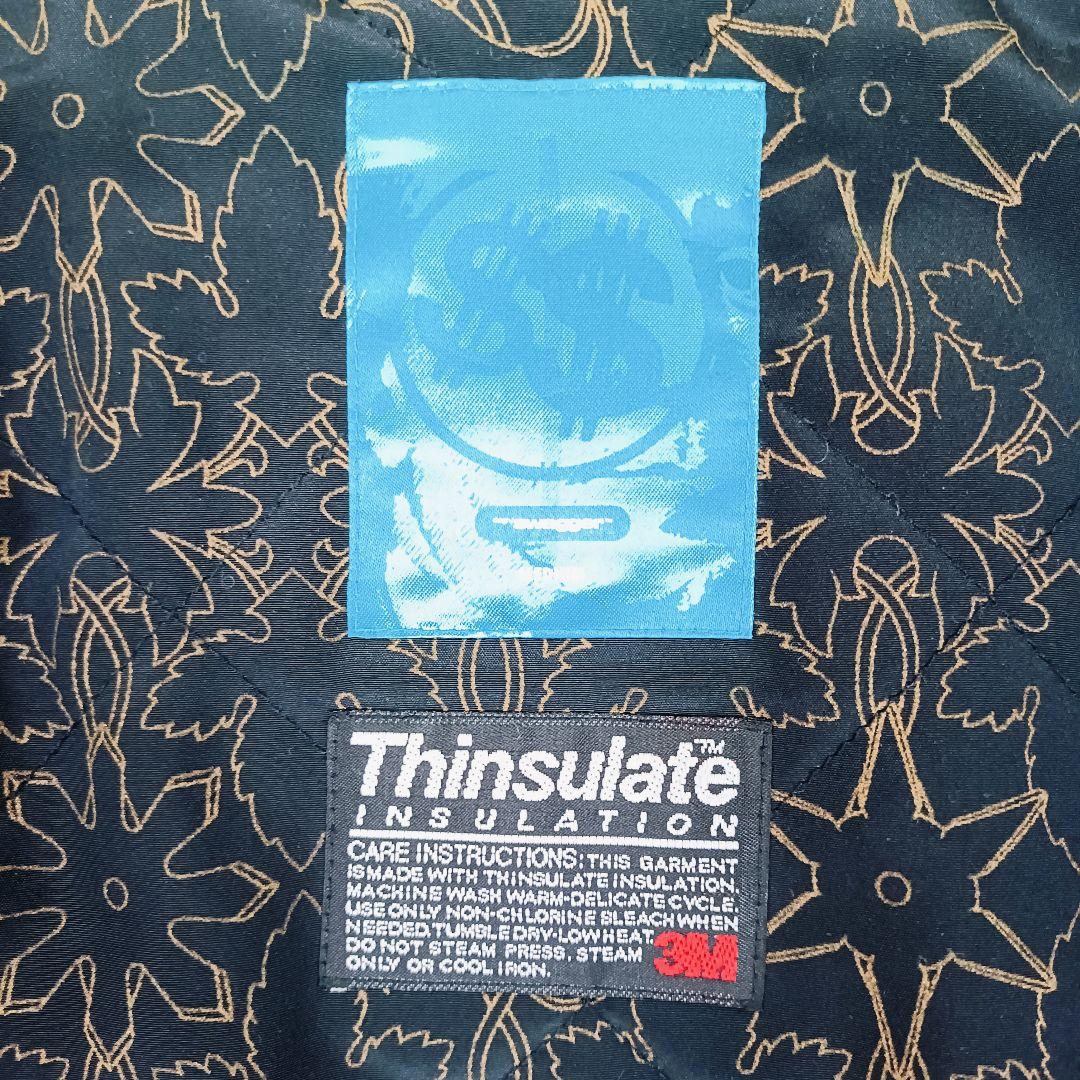 Thinsulate™
INSULATION
CARE INSTRUCTIONS: THIS GARMENT
IS MADE WITH THINSULATE INSULATION.
MACHINE WASH WARM-DELICATE CYCLE.
USE ONLY NON-CHLORINE BLEACH WHEN
NEEDED. TUMBLE DRY-LOW HEAT.
DO NOT STEAM PRESS. STEAM
ONLY OR COOL IRON.
3M